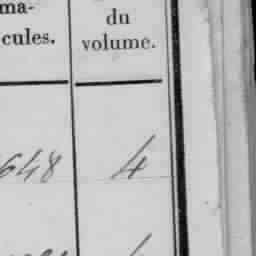 ma-
cules.
du
volume.
648 4